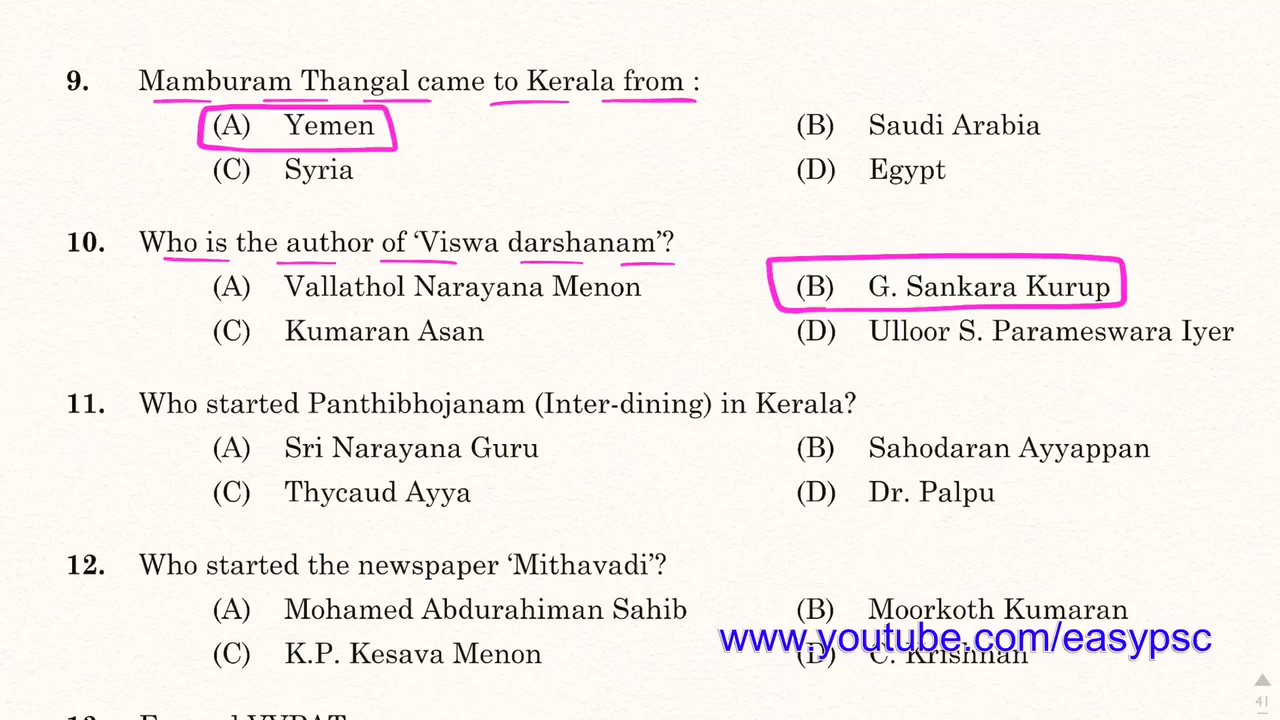 9. Mamburam Thangal came to Kerala from :
(A) Yemen (B) Saudi Arabia
(C) Syria (D) Egypt
10. Who is the author of ‘Viswa darshanam’?
(A) Vallathol Narayana Menon (B) G. Sankara Kurup
(C) Kumaran Asan (D) Ulloor S. Parameswara Iyer
11. Who started Panthibhojanam (Inter-dining) in Kerala?
(A) Sri Narayana Guru (B) Sahodaran Ayyappan
(C) Thycaud Ayya (D) Dr. Palpu
12. Who started the newspaper ‘Mithavadi’?
(A) Mohamed Abdurahiman Sahib (B) Moorkoth Kumaran
www.youtube.com/easypsc
(C) K.P. Kesava Menon (D) C. Krishnan
41